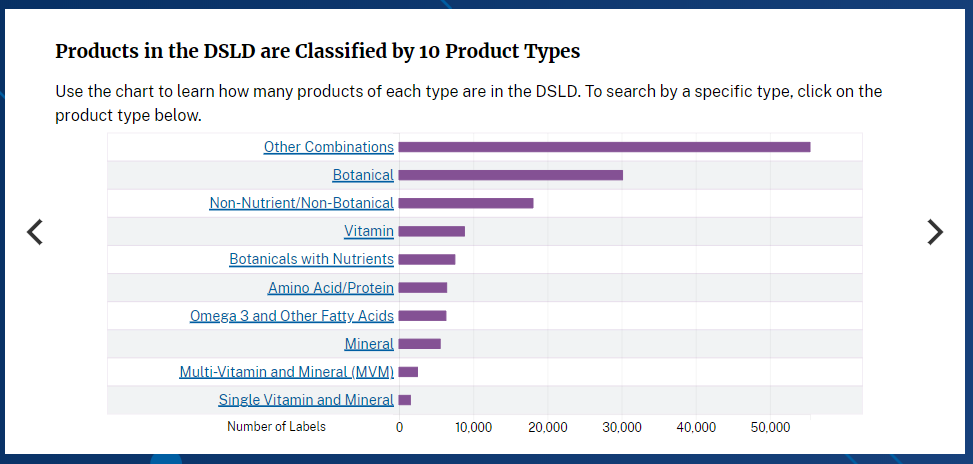 Products in the DSLD are Classified by 10 Product Types
Use the chart to learn how many products of each type are in the DSLD. To search by a specific type, click on the
product type below.
Other Combinations
Botanical
Non-Nutrient/Non-Botanical
Vitamin
Botanicals with Nutrients
Amino Acid/Protein
Omega 3 and Other Fatty Acids
Mineral
Multi-Vitamin and Mineral (MVM)
Single Vitamin and Mineral
Number of Labels 0 10,000 20,000 30,000 40,000 50,000